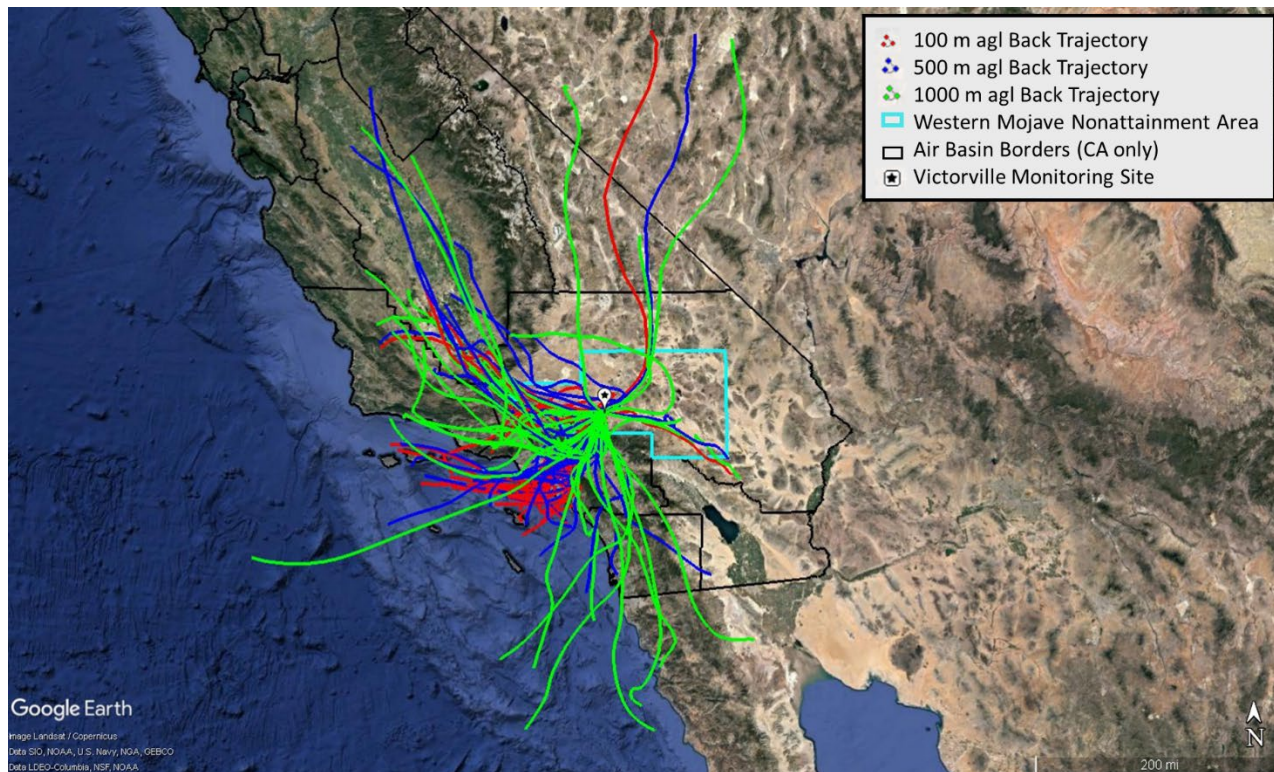 100 m agl Back Trajectory
500 m agl Back Trajectory
1000 m agl Back Trajectory
Western Mojave Nonattainment Area
Air Basin Borders (CA only)
Victorville Monitoring Site
Google Earth
Image Landsat / Copernicus
Data SIO, NOAA, U.S. Navy, NGA, GEBCO
Data LDEO-Columbia, NSF, NOAA
N
200 mi